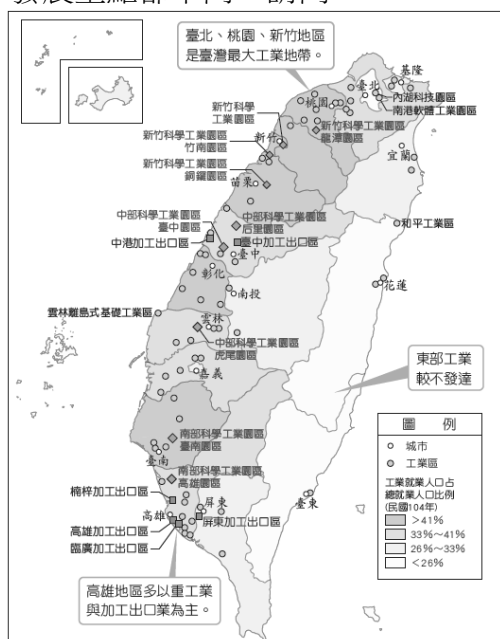 臺北、桃園、新竹地區
是臺灣最大工業地帶。
基隆
臺北
桃園
內湖科技園區
南港軟體工業園區
新竹科學
工業園區
新竹科學工業園區
龍潭園區
新竹科學工業園區
竹南園區
新竹
宜蘭
新竹科學工業園區
銅鑼園區
苗栗
中部科學工業園區
臺中園區
中部科學工業園區
后里園區
和平工業區
中港加工出口區
臺中加工出口區
臺中
彰化
花蓮
南投
雲林離島式基礎工業區
雲林
中部科學工業園區
虎尾園區
嘉義
東部工業
較不發達
圖 例
城市
工業區
工業就業人口占
總就業人口比例
(民國104年)
>41%
33%~41%
26%~33%
<26%
南部科學工業園區
臺南園區
臺南
南部科學工業園區
高雄園區
楠梓加工出口區
屏東
臺東
高雄
屏東加工出口區
高雄加工出口區
臨廣加工出口區
高雄地區多以重工業
與加工出口業為主。